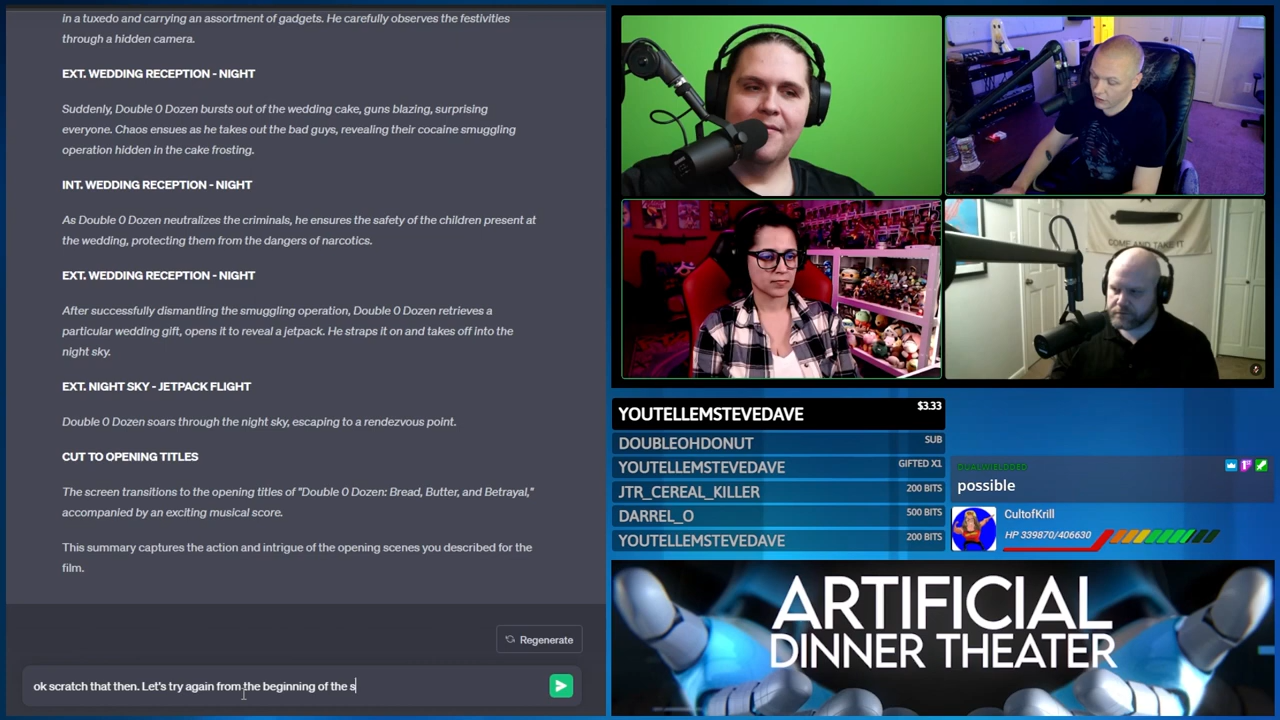 in a tuxedo and carrying an assortment of gadgets. He carefully observes the festivities
through a hidden camera.
EXT. WEDDING RECEPTION - NIGHT
Suddenly, Double 0 Dozen bursts out of the wedding cake, guns blazing, surprising
everyone. Chaos ensues as he takes out the bad guys, revealing their cocaine smuggling
operation hidden in the cake frosting.
INT. WEDDING RECEPTION - NIGHT
As Double 0 Dozen neutralizes the criminals, he ensures the safety of the children present at
the wedding, protecting them from the dangers of narcotics.
EXT. WEDDING RECEPTION - NIGHT
After successfully dismantling the smuggling operation, Double 0 Dozen retrieves a
particular wedding gift, opens it to reveal a jetpack. He straps it on and takes off into the
night sky.
EXT. NIGHT SKY - JETPACK FLIGHT
Double 0 Dozen soars through the night sky, escaping to a rendezvous point.
CUT TO OPENING TITLES
The screen transitions to the opening titles of "Double 0 Dozen: Bread, Butter, and Betrayal,"
accompanied by an exciting musical score.
This summary captures the action and intrigue of the opening scenes you described for the
film.
Regenerate
ok scratch that then. Let's try again from the beginning of the s
COME AND TAKE IT
YOUTELLEMSTEVEDAVE $3.33
DOUBLEOHDONUT SUB
YOUTELLEMSTEVEDAVE GIFTED X1
JTR_CEREAL_KILLER 200 BITS
DARREL_O 500 BITS
YOUTELLEMSTEVEDAVE 200 BITS
possible
CultofKrill
HP 339870/406630
ARTIFICIAL
DINNER THEATER